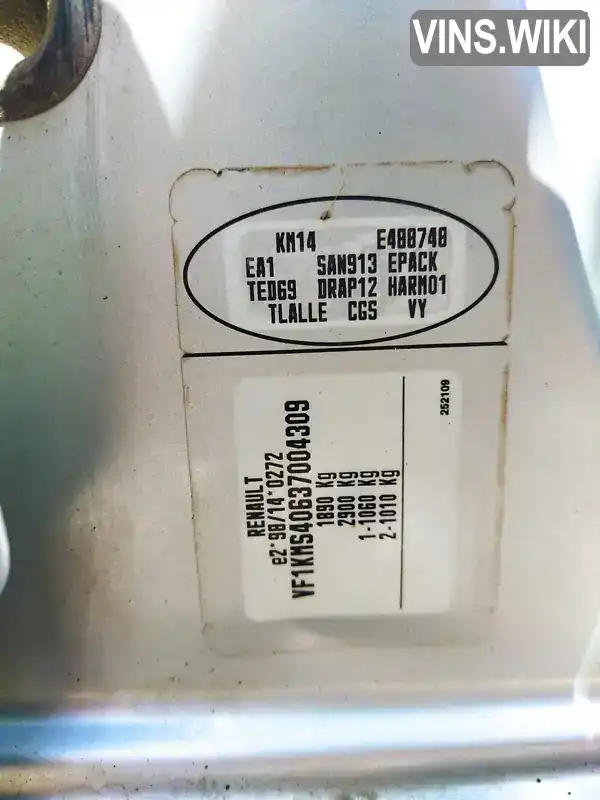 VINS.WIKI
KM14 E488748
EA1 SAN913 EPACK
TED69 DRAP12 HARM01
TLALLE CGS VY
RENAULT
e2*98/14*0272
VF1KMS40637004309
1890 Kg
2900 Kg
1-1060 Kg
2-1010 Kg
252109